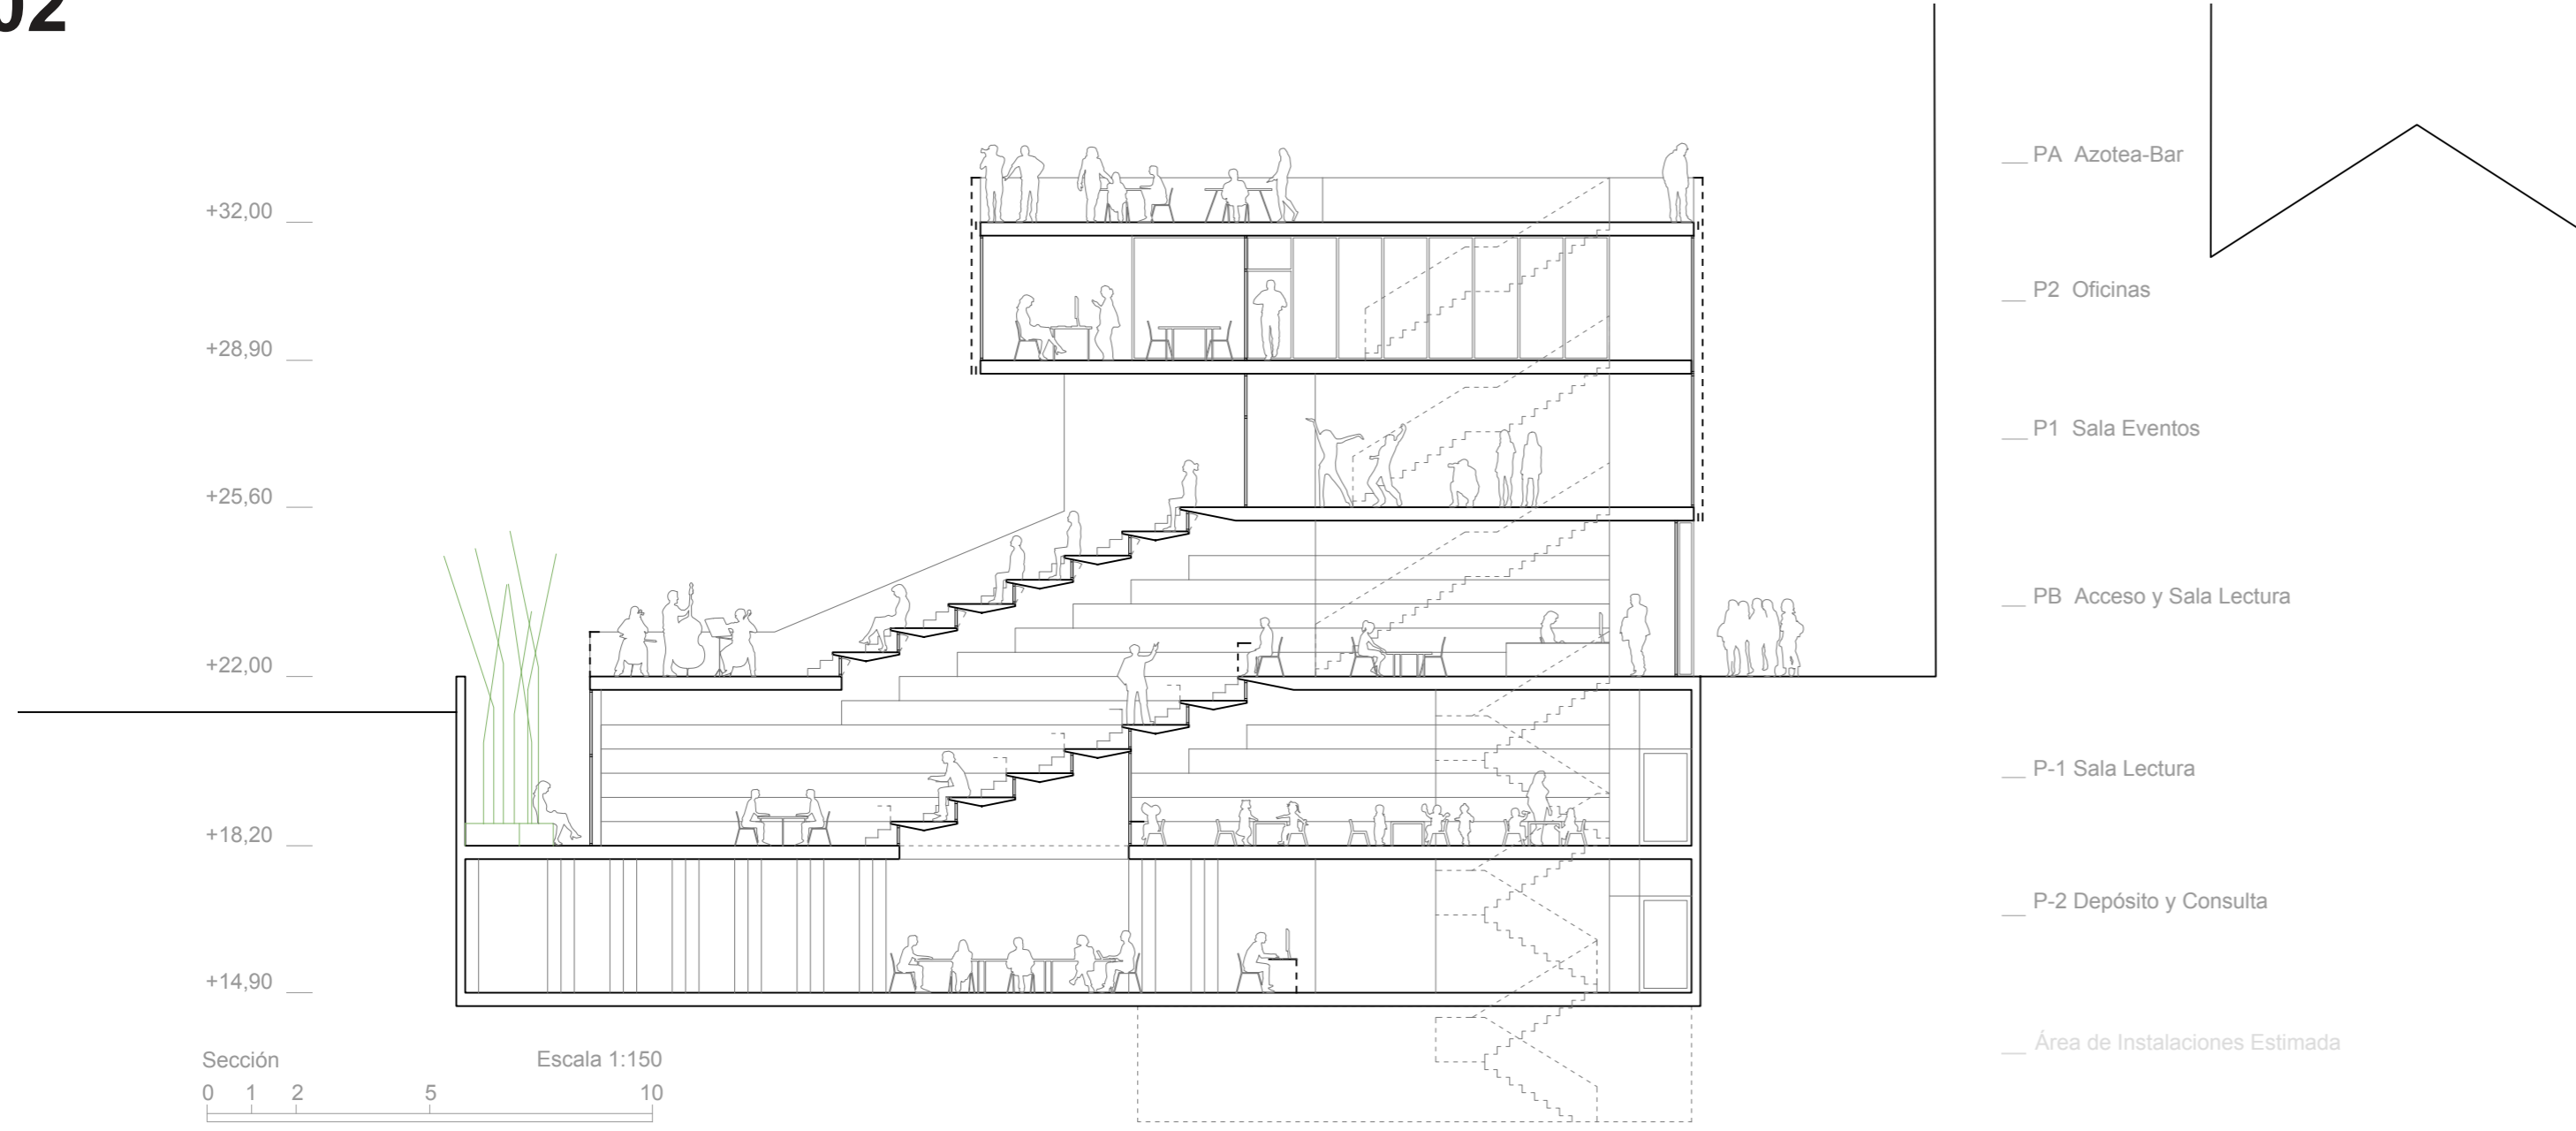 02
PA Azotea-Bar
+32,00
P2 Oficinas
+28,90
P1 Sala Eventos
+25,60
PB Acceso y Sala Lectura
+22,00
P-1 Sala Lectura
+18,20
P-2 Depósito y Consulta
+14,90
Área de Instalaciones Estimada
Sección Escala 1:150
0 1 2 5 10